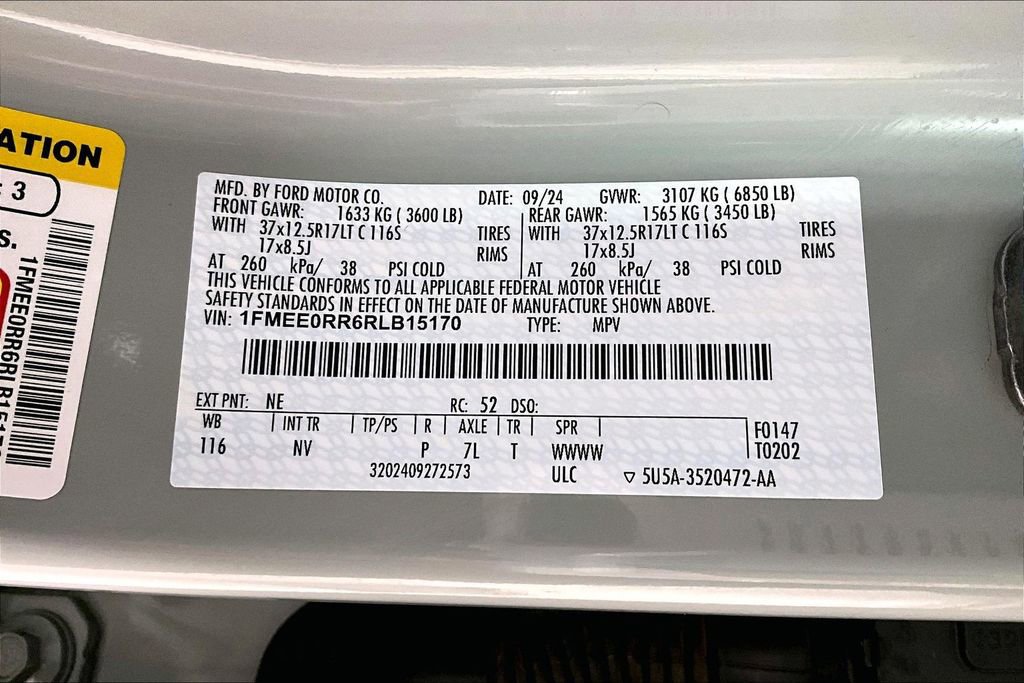 ATION
: 3
S.
1FMEE0RR6RLB1517
MFD. BY FORD MOTOR CO. DATE: 09/24 GVWR: 3107 KG ( 6850 LB)
FRONT GAWR: 1633 KG ( 3600 LB) REAR GAWR: 1565 KG ( 3450 LB)
WITH 37x12.5R17LT C 116S TIRES WITH 37x12.5R17LT C 116S TIRES
17x8.5J RIMS 17x8.5J RIMS
AT 260 kPa/ 38 PSI COLD AT 260 kPa/ 38 PSI COLD
THIS VEHICLE CONFORMS TO ALL APPLICABLE FEDERAL MOTOR VEHICLE
SAFETY STANDARDS IN EFFECT ON THE DATE OF MANUFACTURE SHOWN ABOVE.
VIN: 1FMEE0RR6RLB15170 TYPE: MPV
EXT PNT: NE RC: 52 DSO:
WB INT TR TP/PS R AXLE TR SPR F0147
116 NV P 7L T WWWW T0202
3202409272573 ULC ▽ 5U5A-3520472-AA